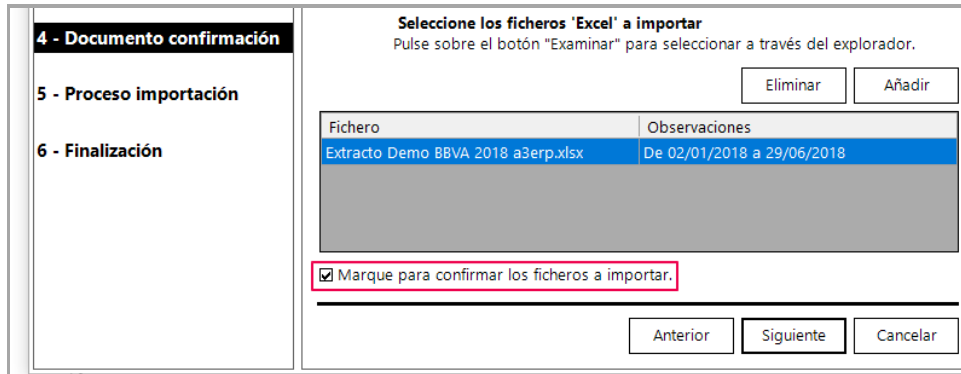 4 - Documento confirmación
5 - Proceso importación
6 - Finalización
Seleccione los ficheros 'Excel' a importar
Pulse sobre el botón "Examinar" para seleccionar a través del explorador.
Eliminar Añadir
Fichero Observaciones
Extracto Demo BBVA 2018 a3erp.xlsx De 02/01/2018 a 29/06/2018
Marque para confirmar los ficheros a importar.
Anterior Siguiente Cancelar